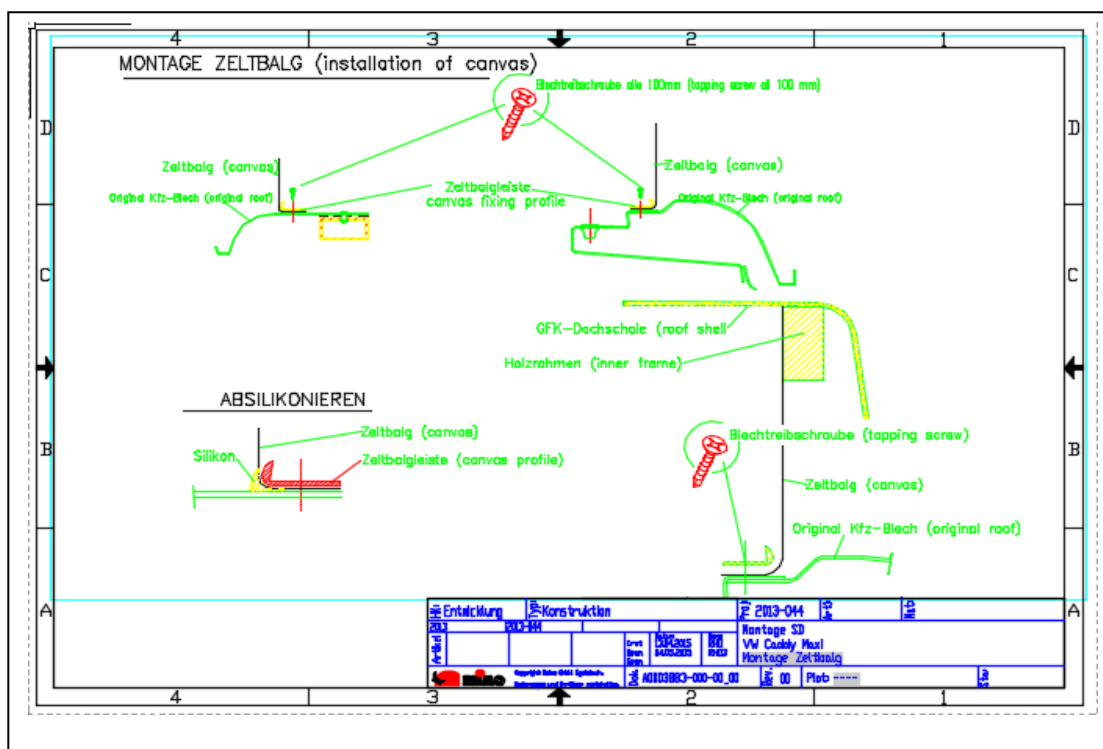 4 3 2 1
MONTAGE ZELTBALG (installation of canvas)
Blechtreibschraube alle 100mm (tapping screw all 100 mm)
D D
Zeltbalg (canvas)
Zeltbalg (canvas)
Original Kfz-Blech (original roof)
Zeltbalgleiste
canvas fixing profile
Original Kfz-Blech (original roof)
C C
GFK-Dachschale (roof shell
Holzrahmen (inner frame)
ABSILIKONIEREN
Zeltbalg (canvas)
Blechtreibschraube (tapping screw)
B B
Silikon
Zeltbalgleiste (canvas profile)
Zeltbalg (canvas)
Original Kfz-Blech (original roof)
A A
Entwicklung
Konstruktion
2013-044
2013
2013-044
Montage SD
VW Caddy Maxi
Montage Zeltbalg
Rev. 00
Plot: ----
4 3 2 1